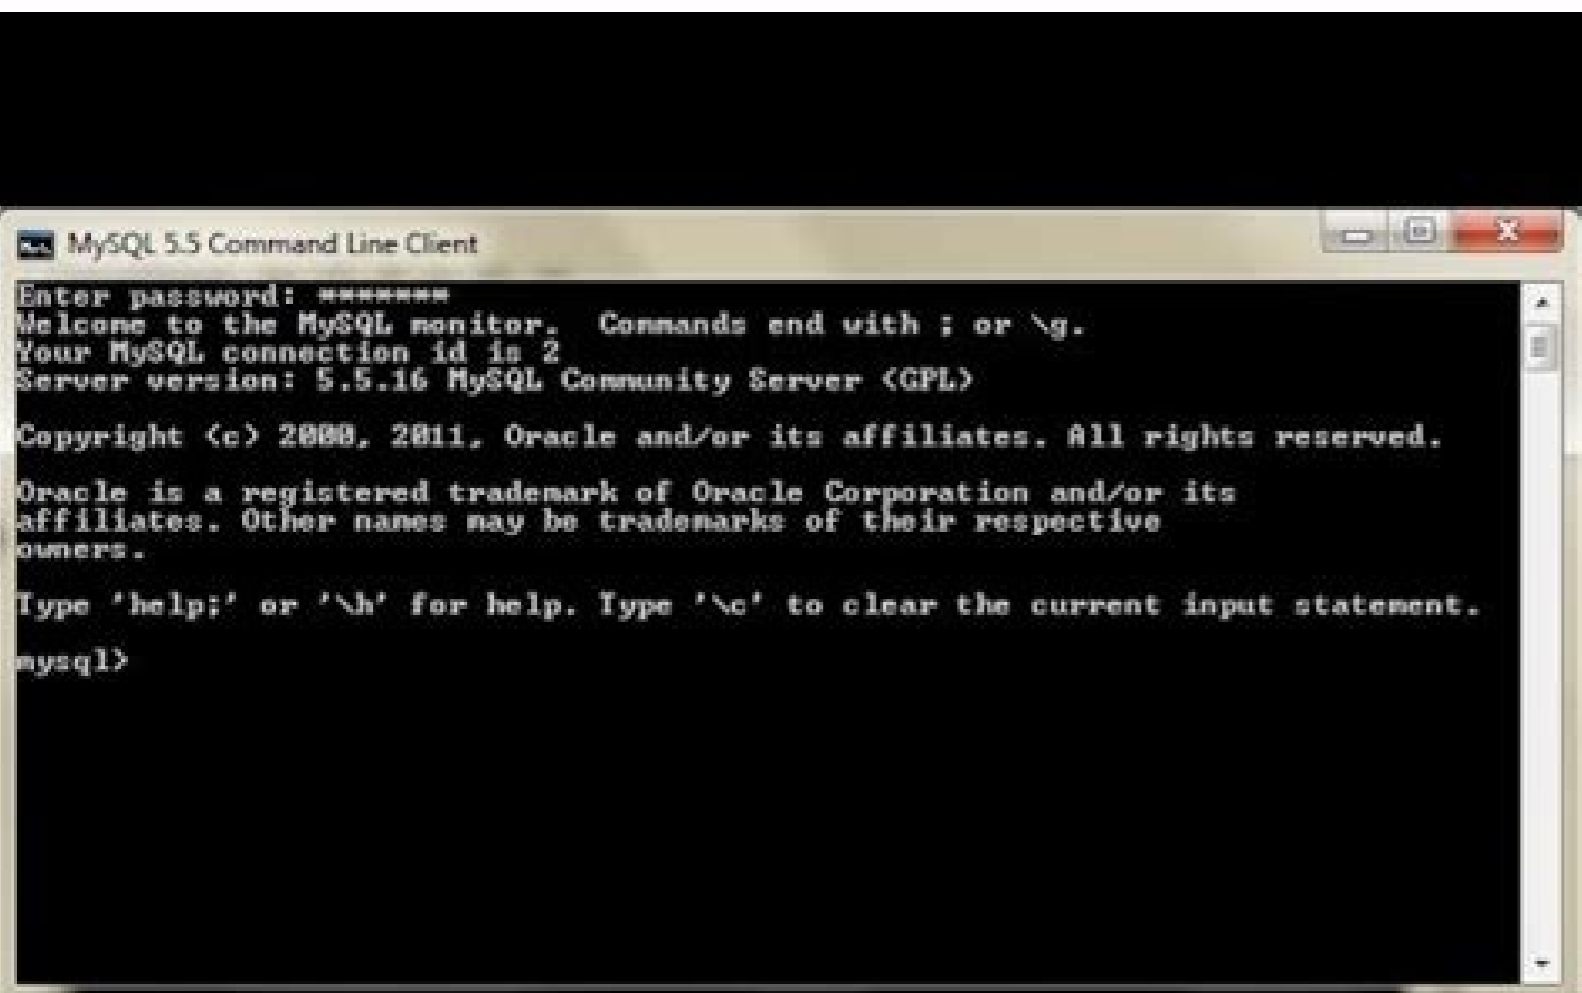 MySQL 5.5 Command Line Client
Enter password: *******
Welcome to the MySQL monitor.  Commands end with ; or \g.
Your MySQL connection id is 2
Server version: 5.5.16 MySQL Community Server (GPL)
Copyright (c) 2000, 2011, Oracle and/or its affiliates. All rights reserved.
Oracle is a registered trademark of Oracle Corporation and/or its
affiliates. Other names may be trademarks of their respective
owners.
Type 'help;' or '\h' for help. Type '\c' to clear the current input statement.
mysql>